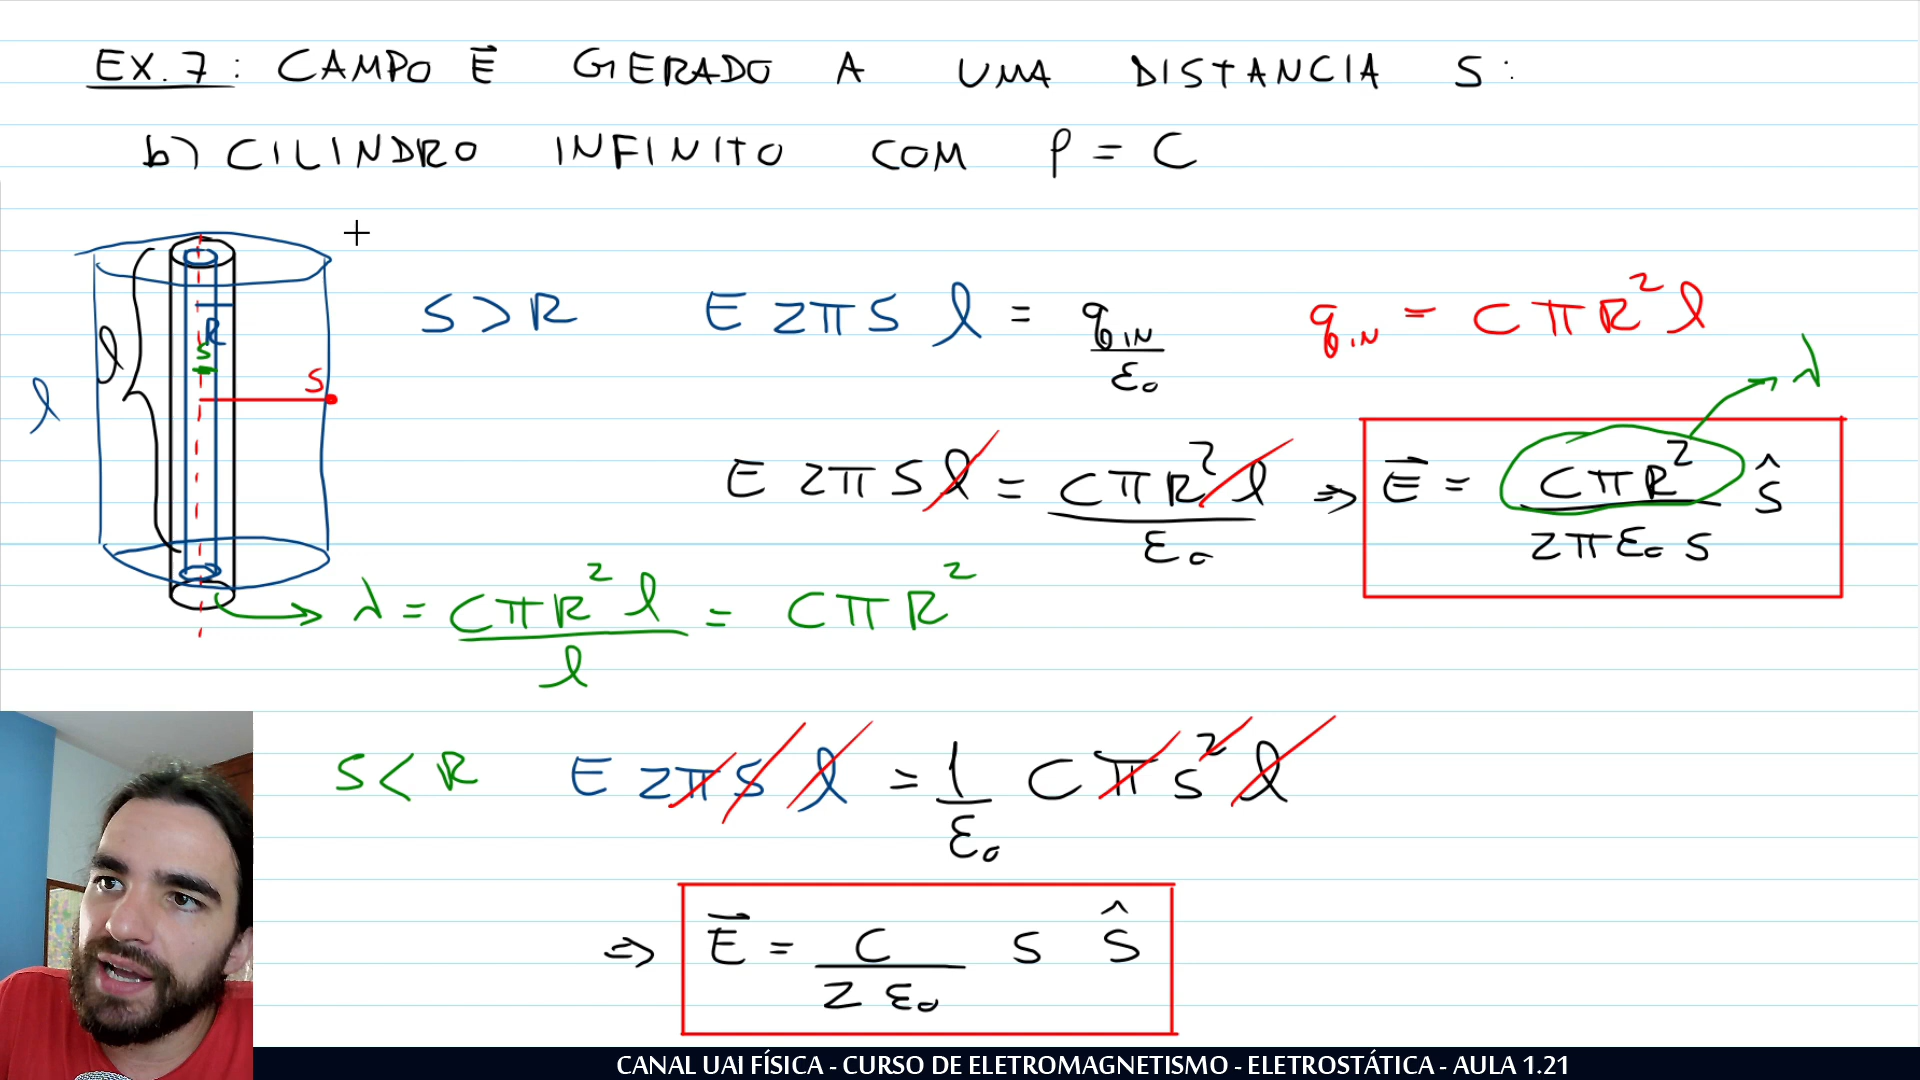 EX.7: CAMPO E⃗ GERADO A UMA DISTANCIA S:
b) CILINDRO INFINITO COM ρ = C
l
l
R
s
S
S > R E 2π S l = q_IN / ε₀ q_IN = C π R² l
λ
E 2π S l = C π R² l / ε₀ ⇒ E⃗ = C π R² / 2π ε₀ S ŝ
λ = C π R² l / l = C π R²
S < R E 2π S l = 1/ε₀ C π S² l
⇒ E⃗ = C / 2 ε₀ S ŝ
CANAL UAI FÍSICA - CURSO DE ELETROMAGNETISMO - ELETROSTÁTICA - AULA 1.21